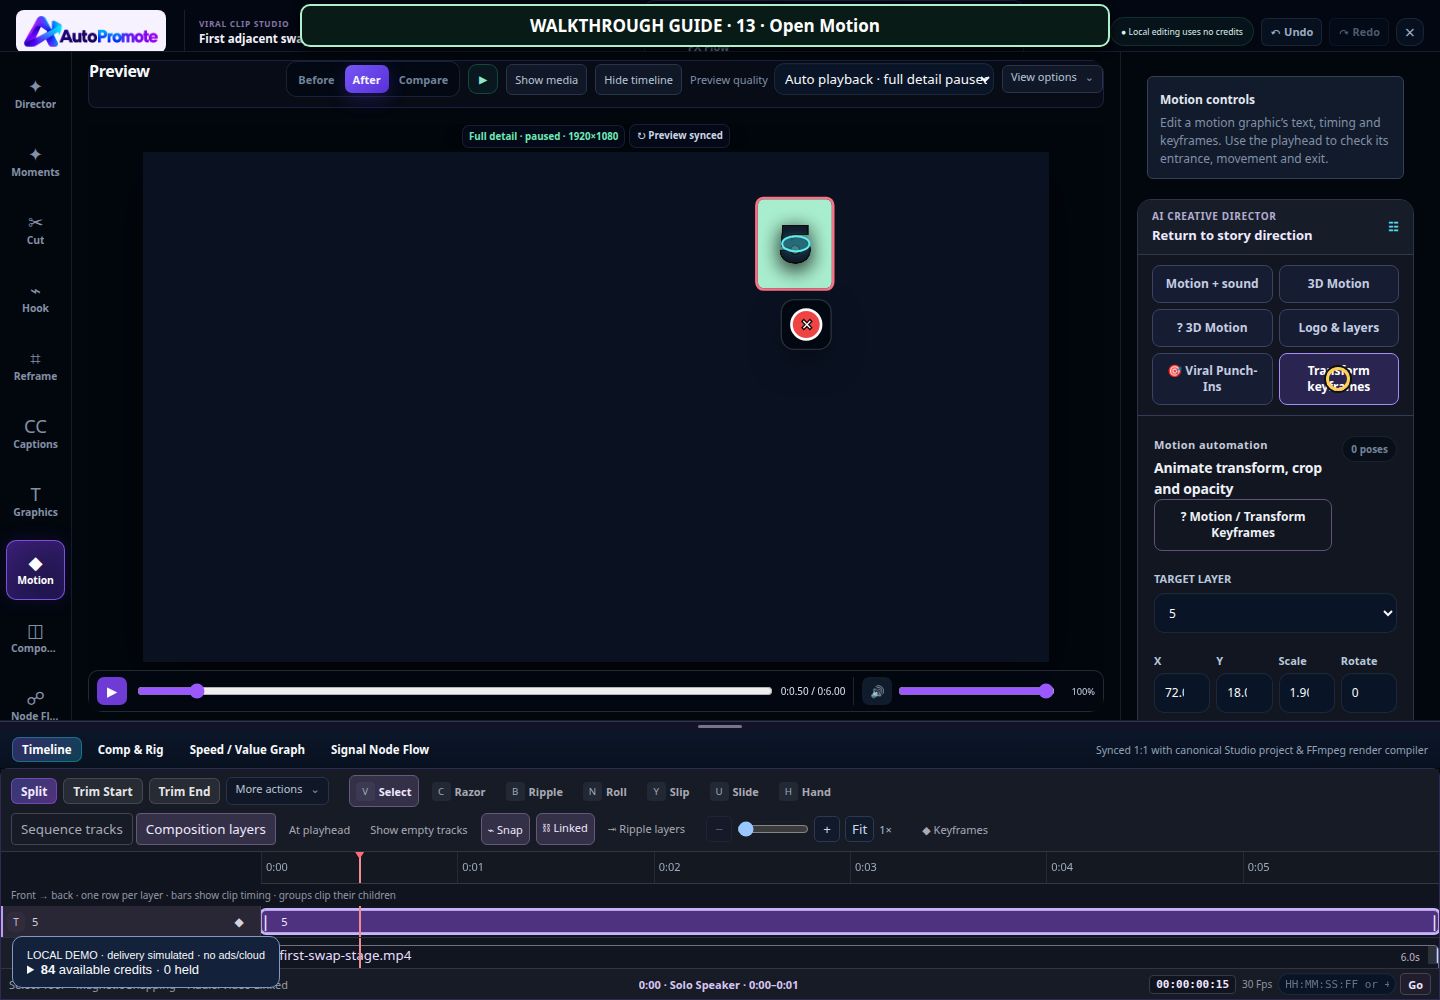 WALKTHROUGH GUIDE · 13 · Open Motion
AutoPromote
VIRAL CLIP STUDIO
First adjacent swa
● Local editing uses no credits
↶ Undo
↷ Redo
✕
Preview
Before
After
Compare
▶
Show media
Hide timeline
Preview quality
Auto playback · full detail paused
View options
Full detail · paused · 1920×1080
↻ Preview synced
Director
Moments
Cut
Hook
Reframe
CC
Captions
T
Graphics
Motion
Compo...
Node Fl...
Motion controls
Edit a motion graphic's text, timing and
keyframes. Use the playhead to check its
entrance, movement and exit.
AI CREATIVE DIRECTOR
Return to story direction
Motion + sound
3D Motion
? 3D Motion
Logo & layers
🎯 Viral Punch-
Ins
Transform
keyframes
Motion automation
0 poses
Animate transform, crop
and opacity
? Motion / Transform
Keyframes
TARGET LAYER
5
X
Y
Scale
Rotate
72.
18.
1.9
0
0:0.50 / 0:6.00
100%
Timeline
Comp & Rig
Speed / Value Graph
Signal Node Flow
Synced 1:1 with canonical Studio project & FFmpeg render compiler
Split
Trim Start
Trim End
More actions
V Select
C Razor
B Ripple
N Roll
Y Slip
U Slide
H Hand
Sequence tracks
Composition layers
At playhead
Show empty tracks
Snap
Linked
⇥ Ripple layers
−
+
Fit
1×
◆ Keyframes
0:00
0:01
0:02
0:03
0:04
0:05
Front → back · one row per layer · bars show clip timing · groups clip their children
T 5
5
first-swap-stage.mp4
6.0s
LOCAL DEMO · delivery simulated · no ads/cloud
▶ 84 available credits · 0 held
0:00 · Solo Speaker · 0:00–0:01
00:00:00:15
30 Fps
HH:MM:SS:FF or +
Go